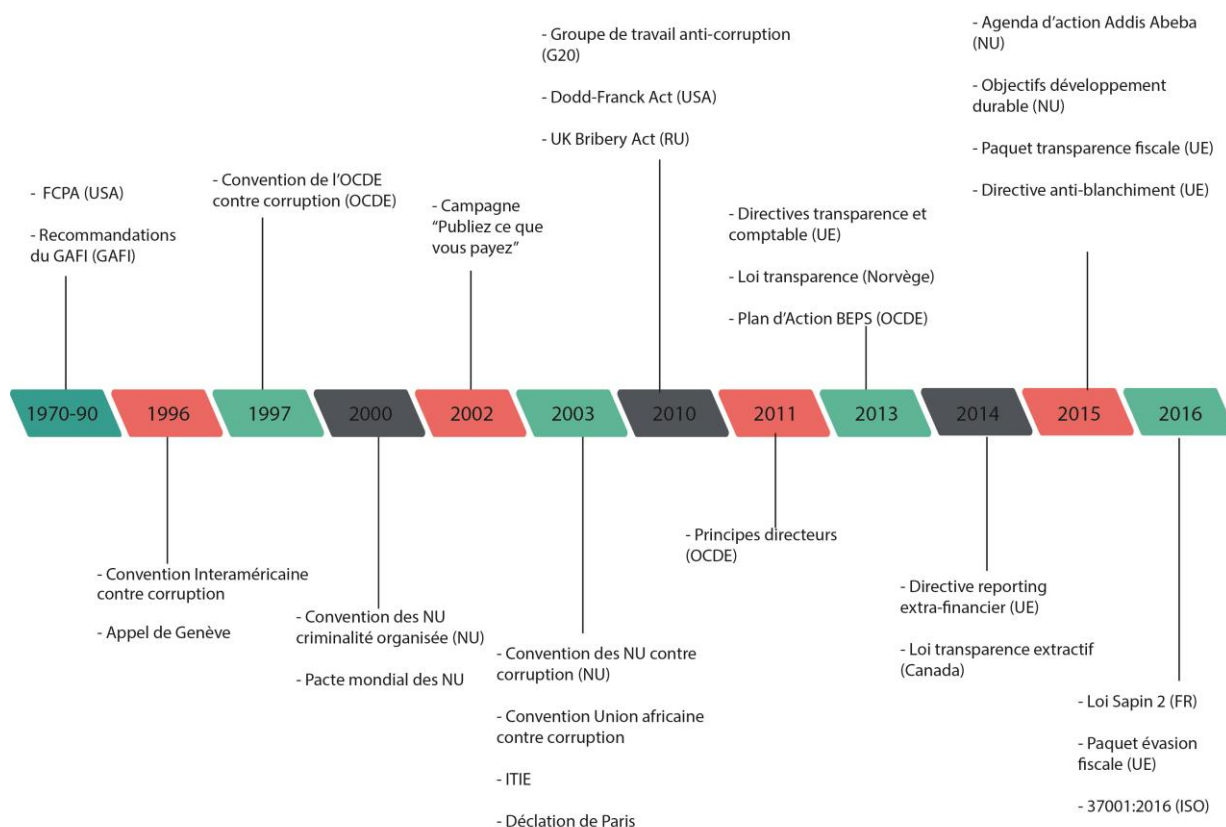 - Groupe de travail anti-corruption
(G20)
- Dodd-Franck Act (USA)
- UK Bribery Act (RU)
- Agenda d’action Addis Abeba
(NU)
- Objectifs développement
durable (NU)
- Paquet transparence fiscale (UE)
- Directive anti-blanchiment (UE)
- FCPA (USA)
- Recommandations
du GAFI (GAFI)
- Convention de l’OCDE
contre corruption (OCDE)
- Campagne
“Publiez ce que
vous payez”
- Directives transparence et
comptable (UE)
- Loi transparence (Norvège)
- Plan d’Action BEPS (OCDE)
1970-90
1996
1997
2000
2002
2003
2010
2011
2013
2014
2015
2016
- Convention Interaméricaine
contre corruption
- Appel de Genève
- Convention des NU
criminalité organisée (NU)
- Pacte mondial des NU
- Convention des NU contre
corruption (NU)
- Convention Union africaine
contre corruption
- ITIE
- Déclation de Paris
- Principes directeurs
(OCDE)
- Directive reporting
extra-financier (UE)
- Loi transparence extractif
(Canada)
- Loi Sapin 2 (FR)
- Paquet évasion
fiscale (UE)
- 37001:2016 (ISO)